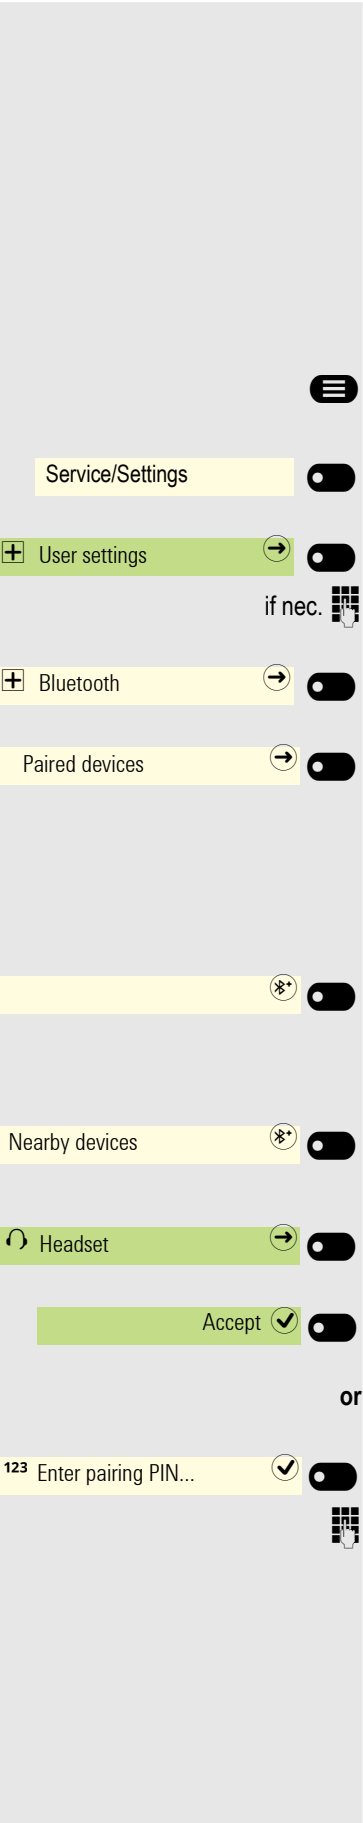 Service/Settings
User settings
if nec.
Bluetooth
Paired devices
Nearby devices
Headset
Accept
or
123 Enter pairing PIN...